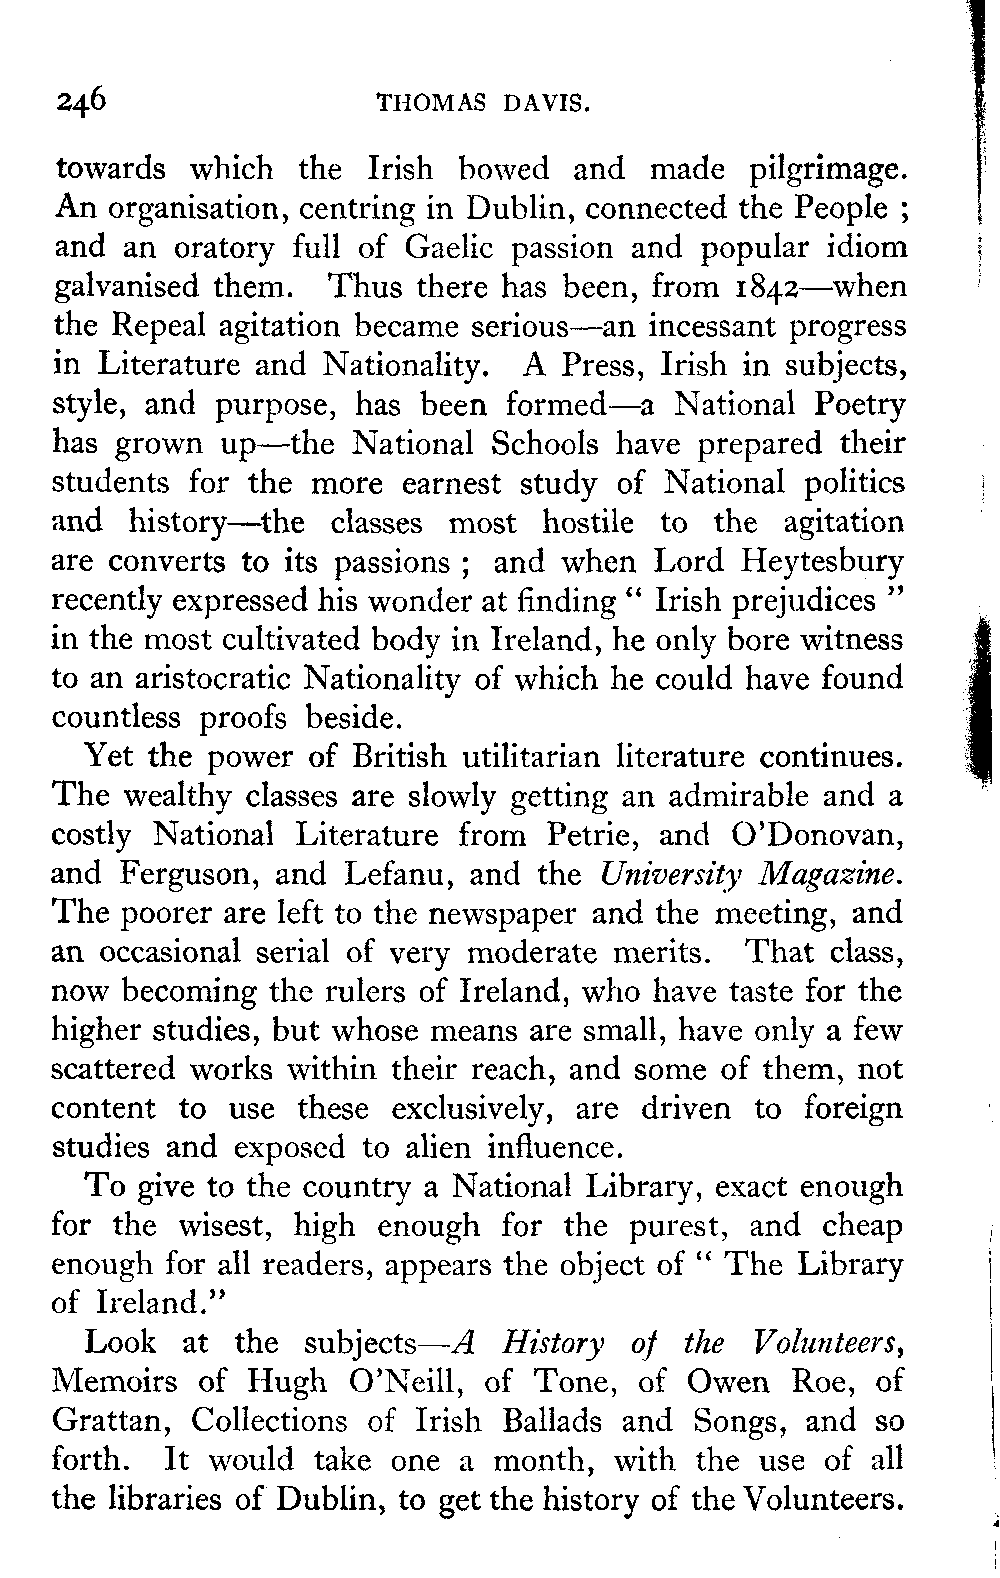 246 THOMAS DAVIS.
towards which the Irish bowed and made pilgrimage.
An organisation, centring in Dublin, connected the People ;
and an oratory full of Gaelic passion and popular idiom
galvanised them. Thus there has been, from 1842—when
the Repeal agitation became serious—an incessant progress
in Literature and Nationality. A Press, Irish in subjects,
style, and purpose, has been formed—a National Poetry
has grown up—the National Schools have prepared their
students for the more earnest study of National politics
and history—the classes most hostile to the agitation
are converts to its passions ; and when Lord Heytesbury
recently expressed his wonder at finding “ Irish prejudices ”
in the most cultivated body in Ireland, he only bore witness
to an aristocratic Nationality of which he could have found
countless proofs beside.
Yet the power of British utilitarian literature continues.
The wealthy classes are slowly getting an admirable and a
costly National Literature from Petrie, and O’Donovan,
and Ferguson, and Lefanu, and the University Magazine.
The poorer are left to the newspaper and the meeting, and
an occasional serial of very moderate merits. That class,
now becoming the rulers of Ireland, who have taste for the
higher studies, but whose means are small, have only a few
scattered works within their reach, and some of them, not
content to use these exclusively, are driven to foreign
studies and exposed to alien influence.
To give to the country a National Library, exact enough
for the wisest, high enough for the purest, and cheap
enough for all readers, appears the object of “ The Library
of Ireland.”
Look at the subjects—A History of the Volunteers,
Memoirs of Hugh O’Neill, of Tone, of Owen Roe, of
Grattan, Collections of Irish Ballads and Songs, and so
forth. It would take one a month, with the use of all
the libraries of Dublin, to get the history of the Volunteers.